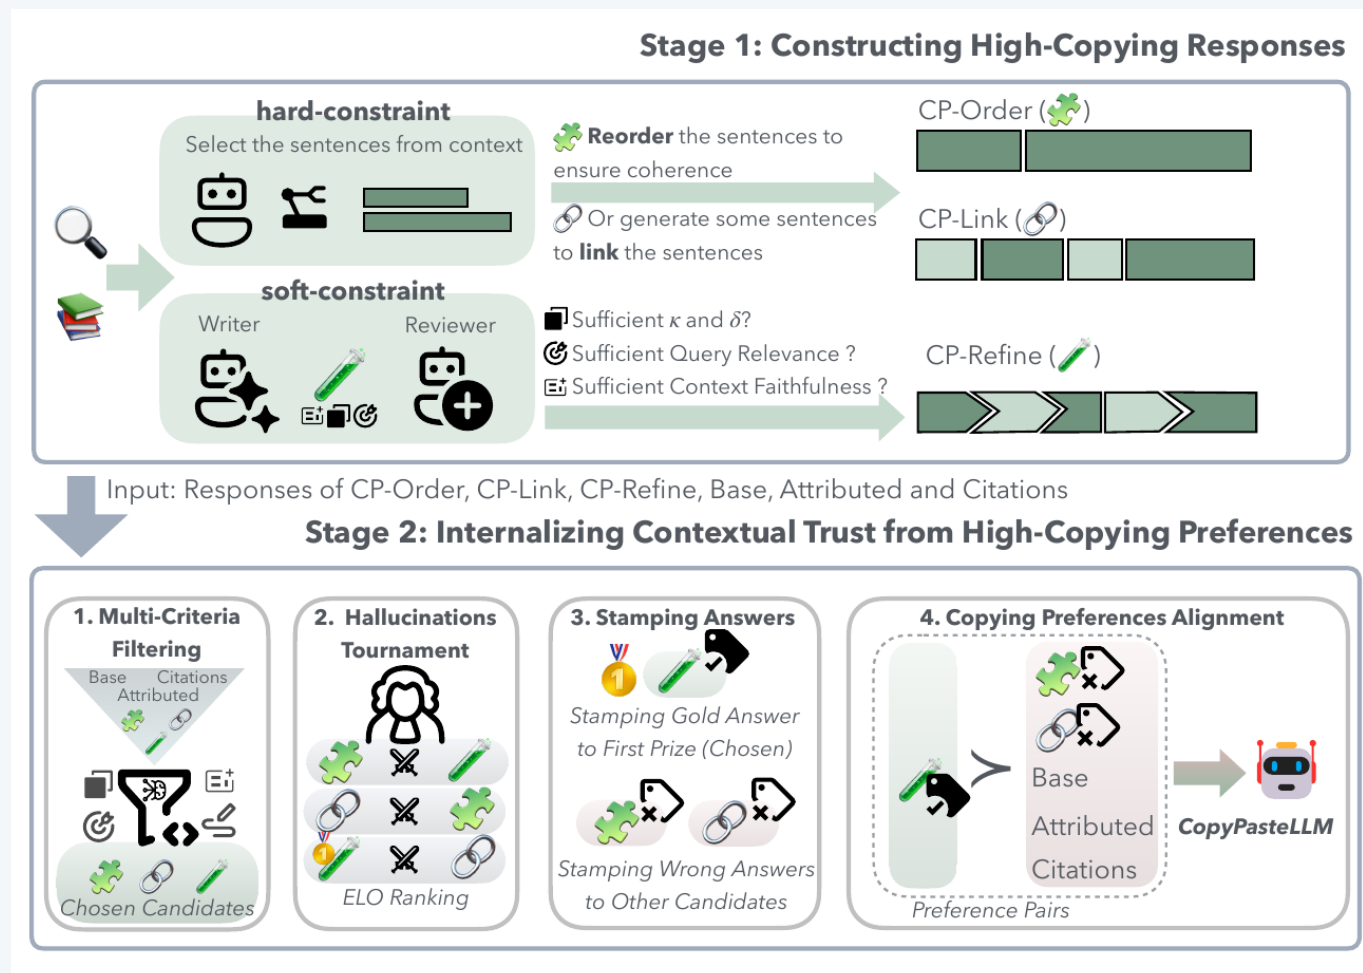 Stage 1: Constructing High-Copying Responses
hard-constraint
Select the sentences from context
Reorder the sentences to
ensure coherence
Or generate some sentences
to link the sentences
CP-Order ( )
CP-Link ( )
soft-constraint
Writer
Reviewer
Sufficient κ and δ?
Sufficient Query Relevance ?
Sufficient Context Faithfulness ?
CP-Refine ( )
Input: Responses of CP-Order, CP-Link, CP-Refine, Base, Attributed and Citations
Stage 2: Internalizing Contextual Trust from High-Copying Preferences
1. Multi-Criteria
Filtering
Base Citations
Attributed
Chosen Candidates
2. Hallucinations
Tournament
1
ELO Ranking
3. Stamping Answers
1
Stamping Gold Answer
to First Prize (Chosen)
Stamping Wrong Answers
to Other Candidates
4. Copying Preferences Alignment
Base
Attributed
Citations
Preference Pairs
CopyPasteLLM